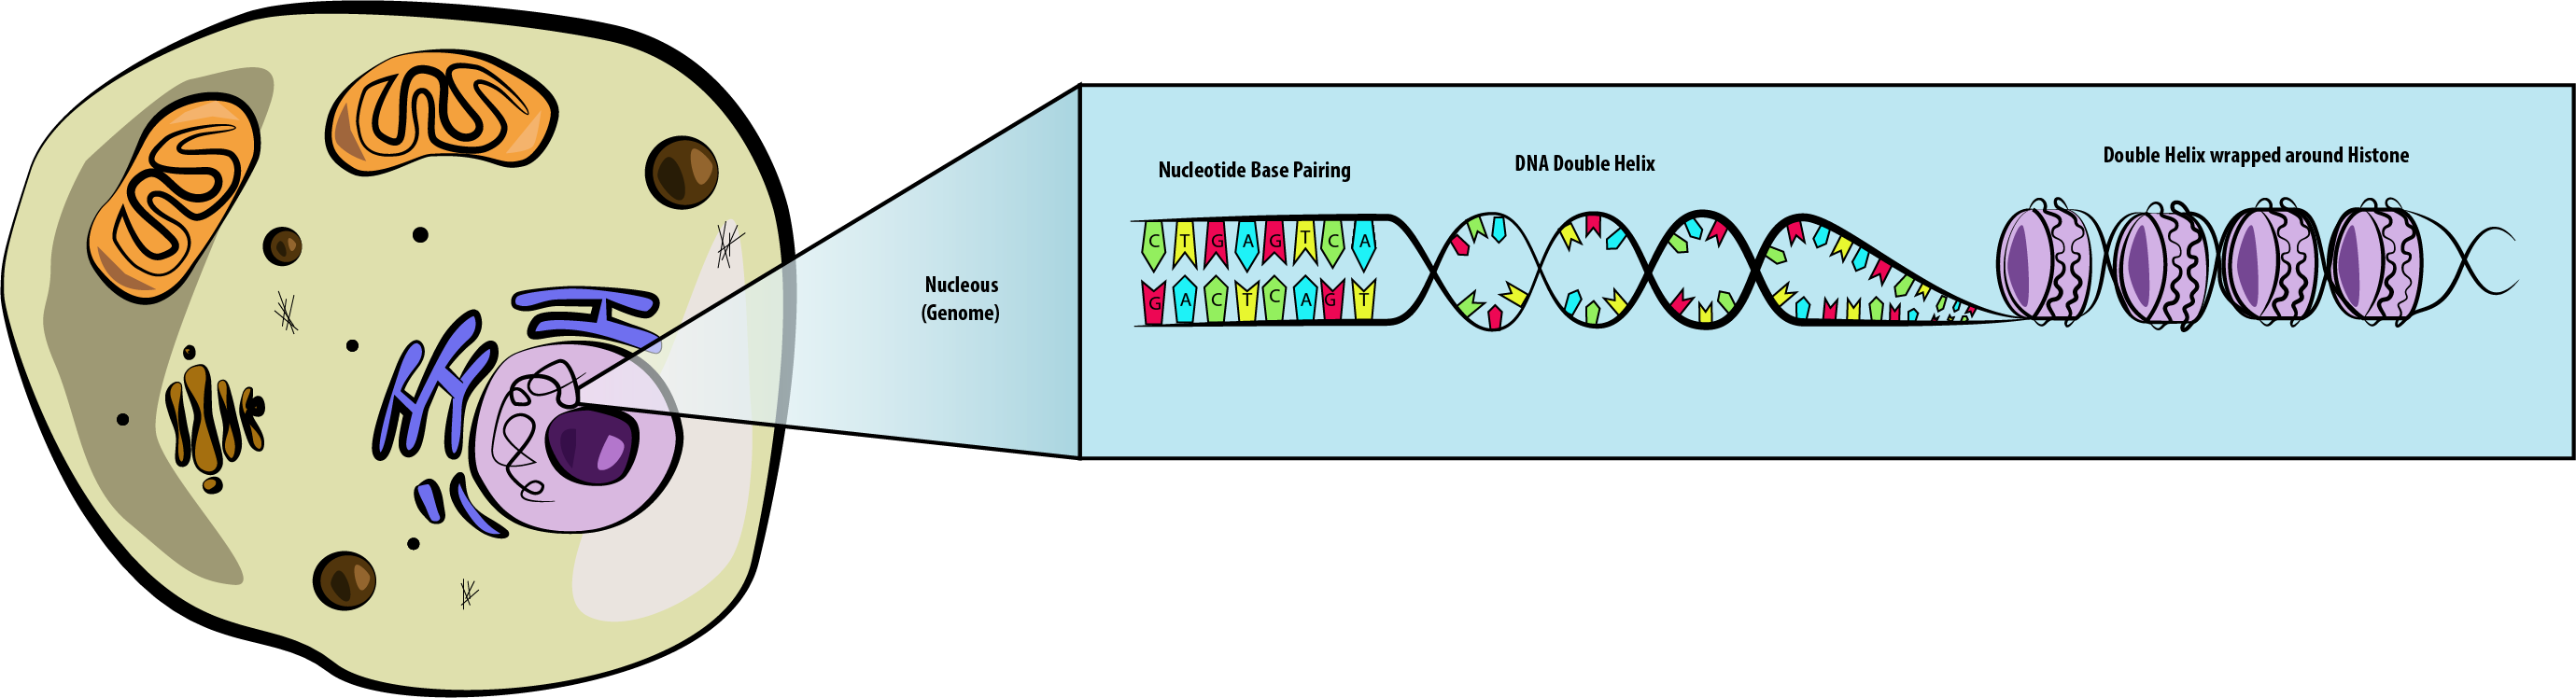 Nucleous
(Genome)
Nucleotide Base Pairing
DNA Double Helix
Double Helix wrapped around Histone
C T G A G T C A
G A C T C A G T